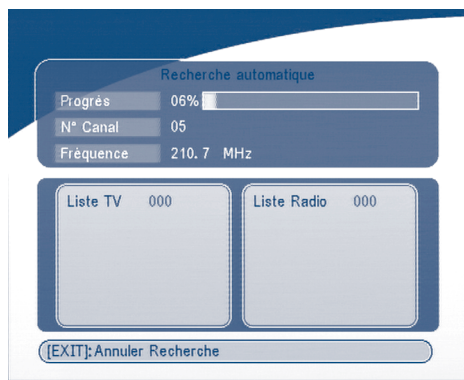 Recherche automatique
Progrès 06%
N° Canal 05
Fréquence 210.7 MHz
Liste TV 000 Liste Radio 000
[EXIT]: Annuler Recherche